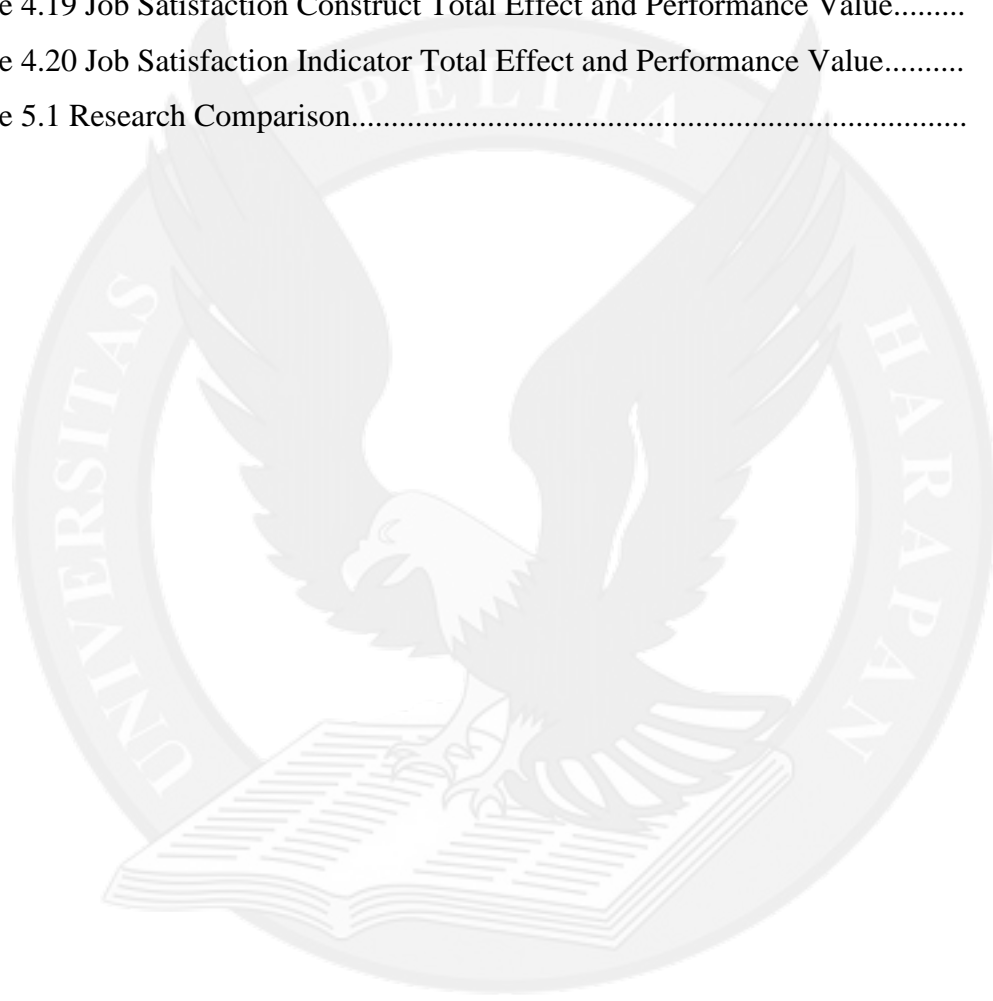 e 4.19 Job Satisfaction Construct Total Effect and Performance Value.........
e 4.20 Job Satisfaction Indicator Total Effect and Performance Value..........
e 5.1 Research Comparison.......................................................................
UNIVERSITAS PELITA HARAPAN